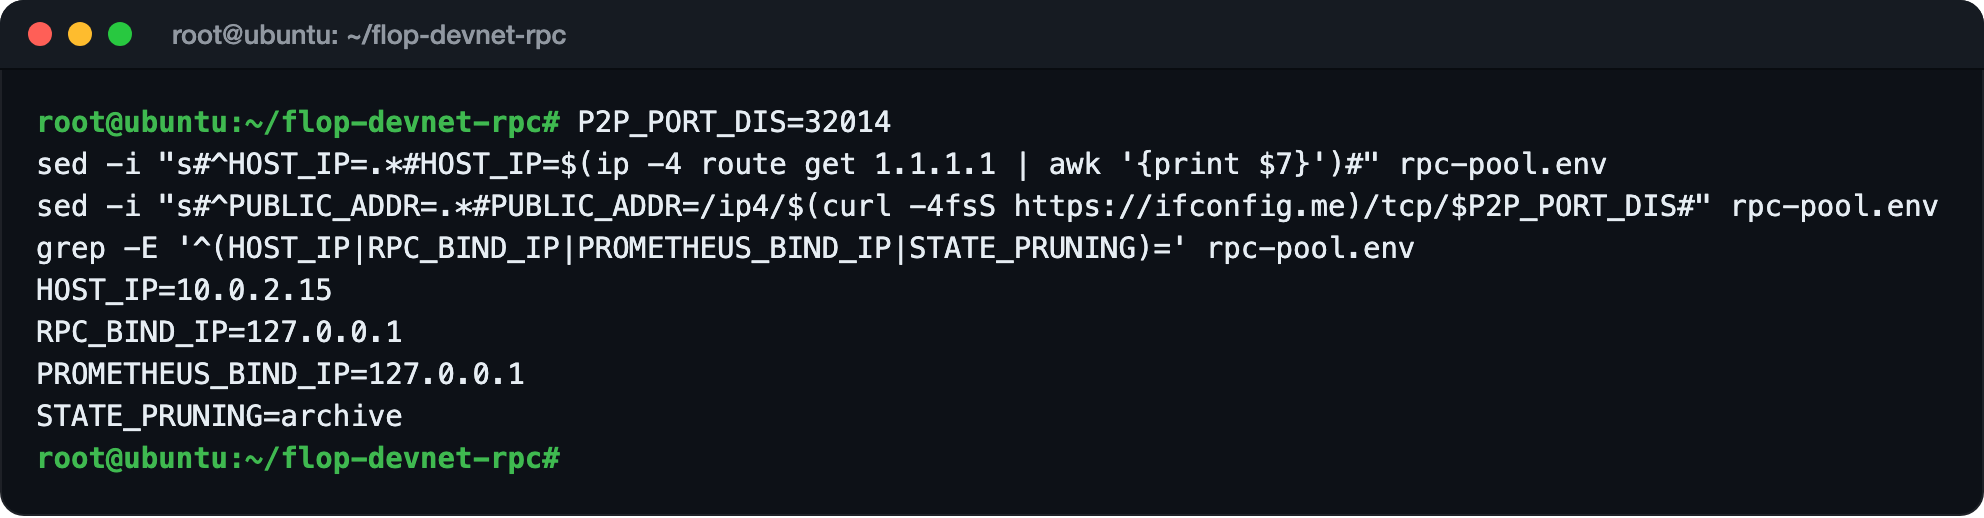 root@ubuntu: ~/flop-devnet-rpc
root@ubuntu:~/flop-devnet-rpc# P2P_PORT_DIS=32014
sed -i "s#^HOST_IP=.*#HOST_IP=$(ip -4 route get 1.1.1.1 | awk '{print $7}')#" rpc-pool.env
sed -i "s#^PUBLIC_ADDR=.*#PUBLIC_ADDR=/ip4/$(curl -4fsS https://ifconfig.me)/tcp/$P2P_PORT_DIS#" rpc-pool.env
grep -E '^(HOST_IP|RPC_BIND_IP|PROMETHEUS_BIND_IP|STATE_PRUNING)=' rpc-pool.env
HOST_IP=10.0.2.15
RPC_BIND_IP=127.0.0.1
PROMETHEUS_BIND_IP=127.0.0.1
STATE_PRUNING=archive
root@ubuntu:~/flop-devnet-rpc#